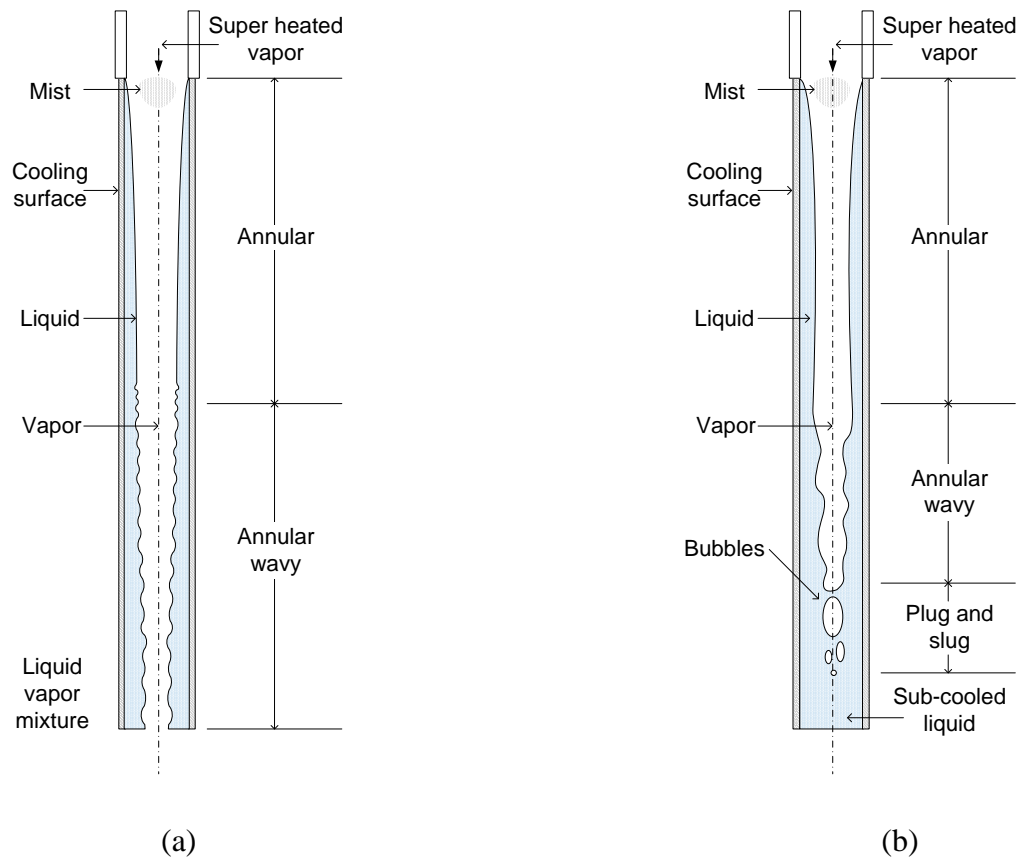 Super heated
vapor
Mist
Cooling
surface
Annular
Liquid
Vapor
Annular
wavy
Liquid
vapor
mixture
(a)
Super heated
vapor
Mist
Cooling
surface
Annular
Liquid
Vapor
Annular
wavy
Bubbles
Plug and
slug
Sub-cooled
liquid
(b)